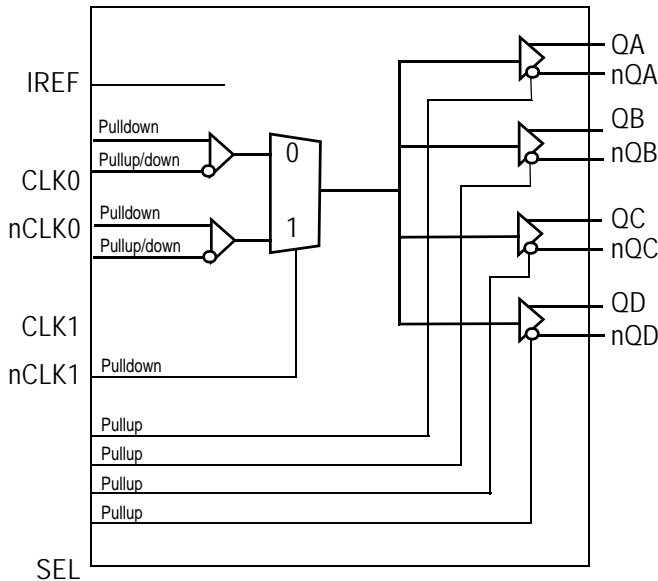 QA
nQA
IREF
Pulldown
QB
0
Pullup/down
nQB
CLK0
Pulldown
nCLK0
1
QC
Pullup/down
nQC
QD
CLK1
nQD
nCLK1
Pulldown
Pullup
Pullup
Pullup
Pullup
SEL